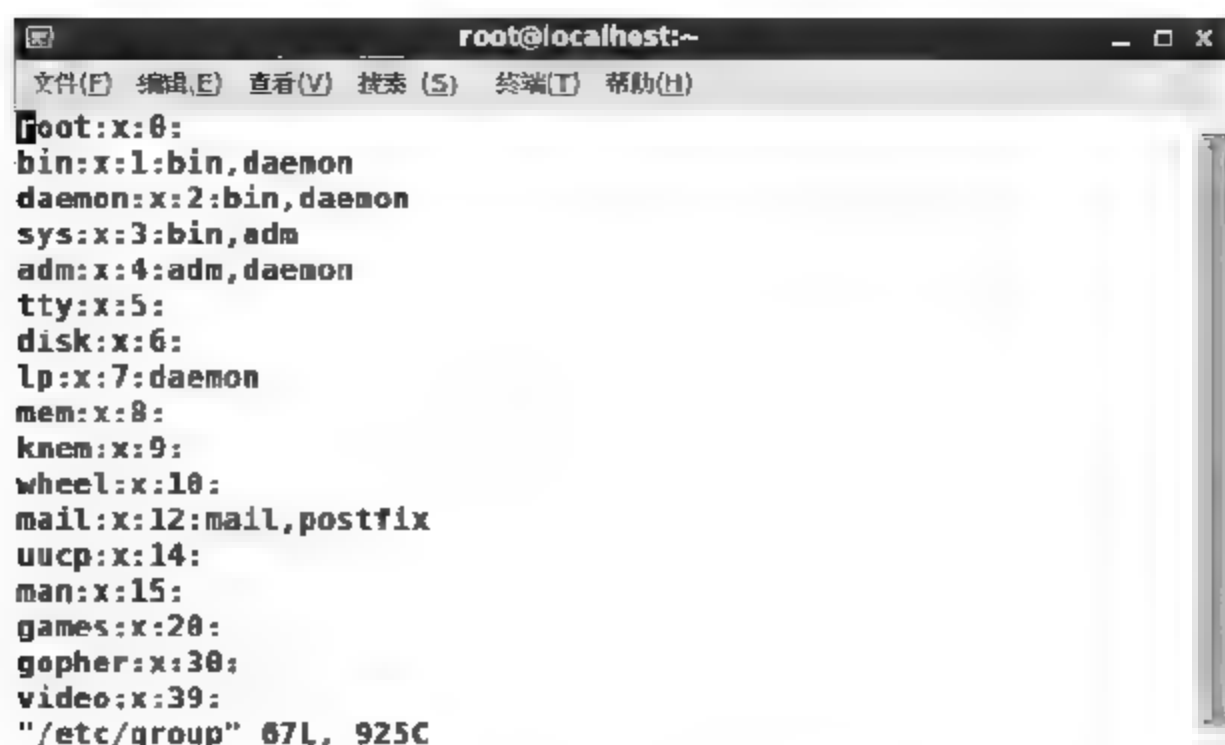 root@localhost:~
文件(F) 编辑(E) 查看(V) 搜索 (S) 终端(T) 帮助(H)
root:x:0:
bin:x:1:bin,daemon
daemon:x:2:bin,daemon
sys:x:3:bin,adm
adm:x:4:adm,daemon
tty:x:5:
disk:x:6:
lp:x:7:daemon
mem:x:8:
kmem:x:9:
wheel:x:10:
mail:x:12:mail,postfix
uucp:x:14:
man:x:15:
games:x:20:
gopher:x:30:
video:x:39:
"/etc/group" 67L, 925C